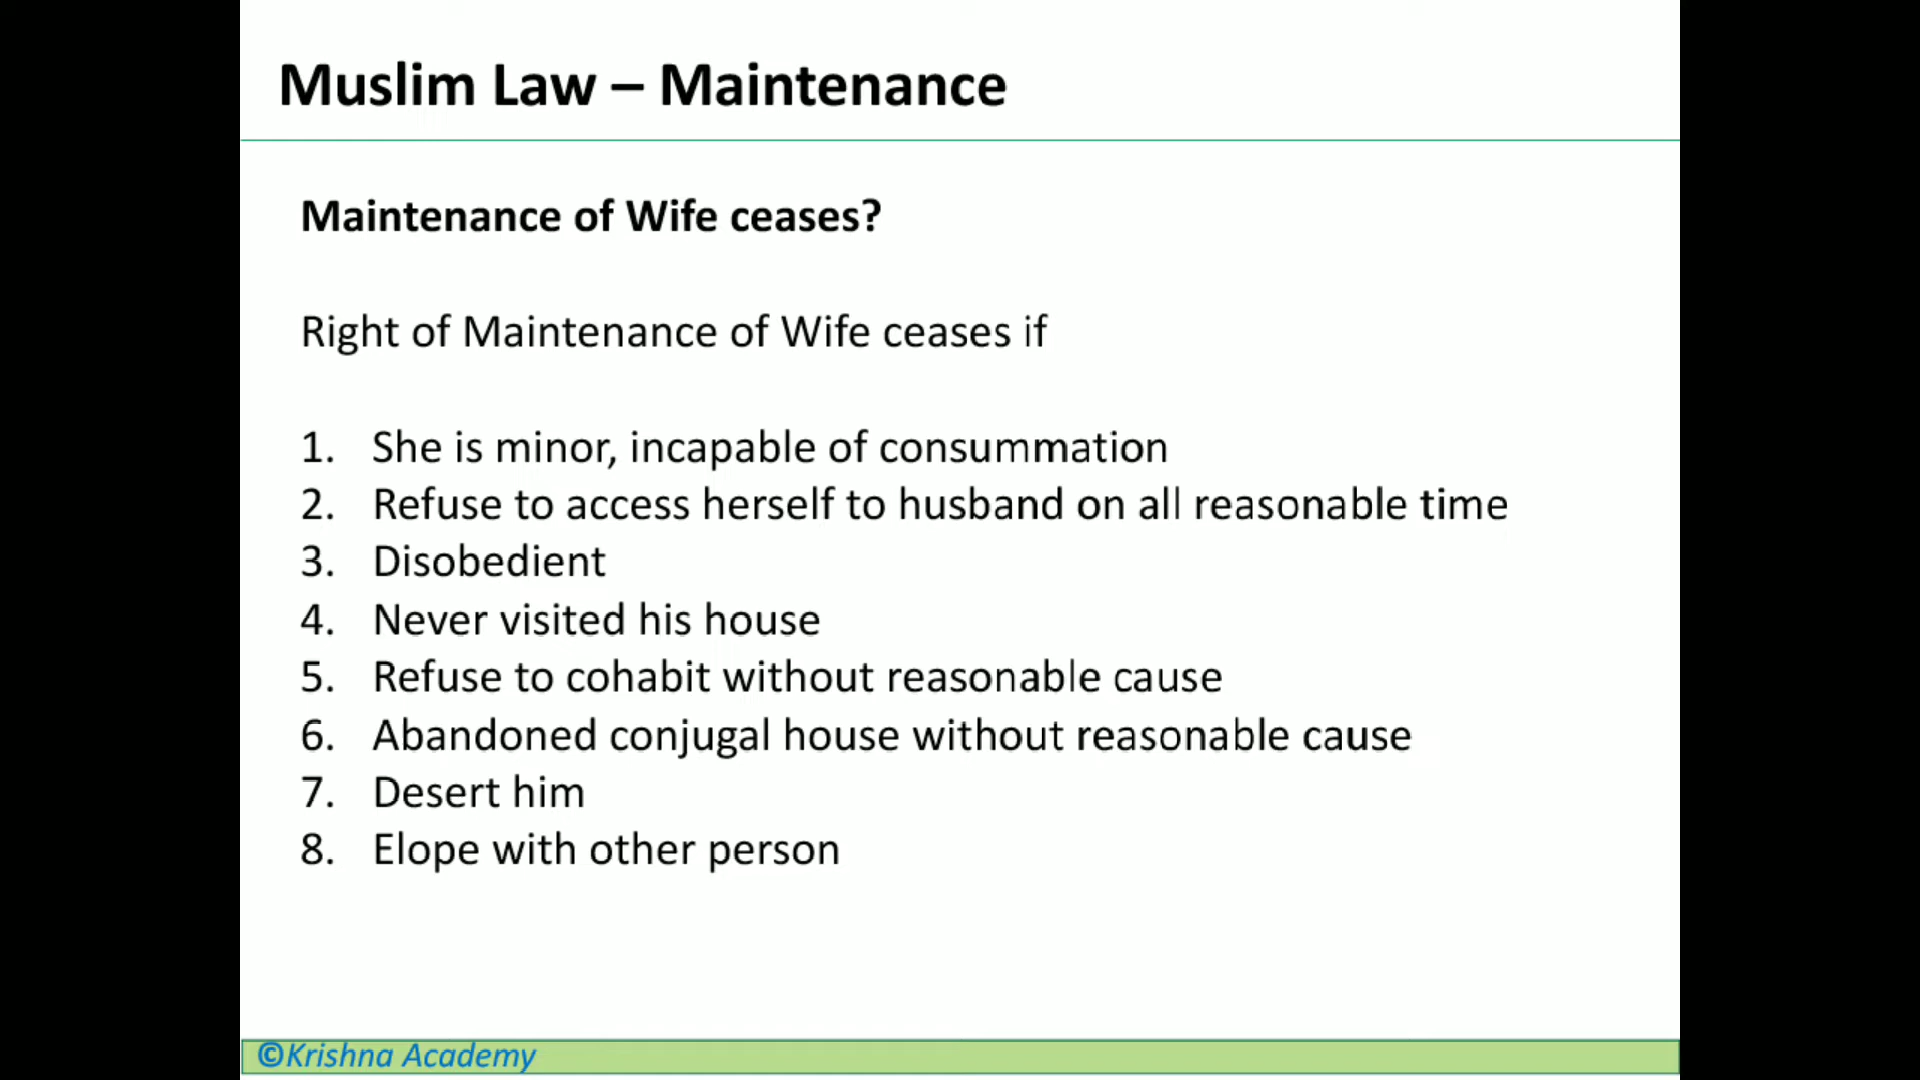 Muslim Law – Maintenance
Maintenance of Wife ceases?
Right of Maintenance of Wife ceases if
1. She is minor, incapable of consummation
2. Refuse to access herself to husband on all reasonable time
3. Disobedient
4. Never visited his house
5. Refuse to cohabit without reasonable cause
6. Abandoned conjugal house without reasonable cause
7. Desert him
8. Elope with other person
©Krishna Academy